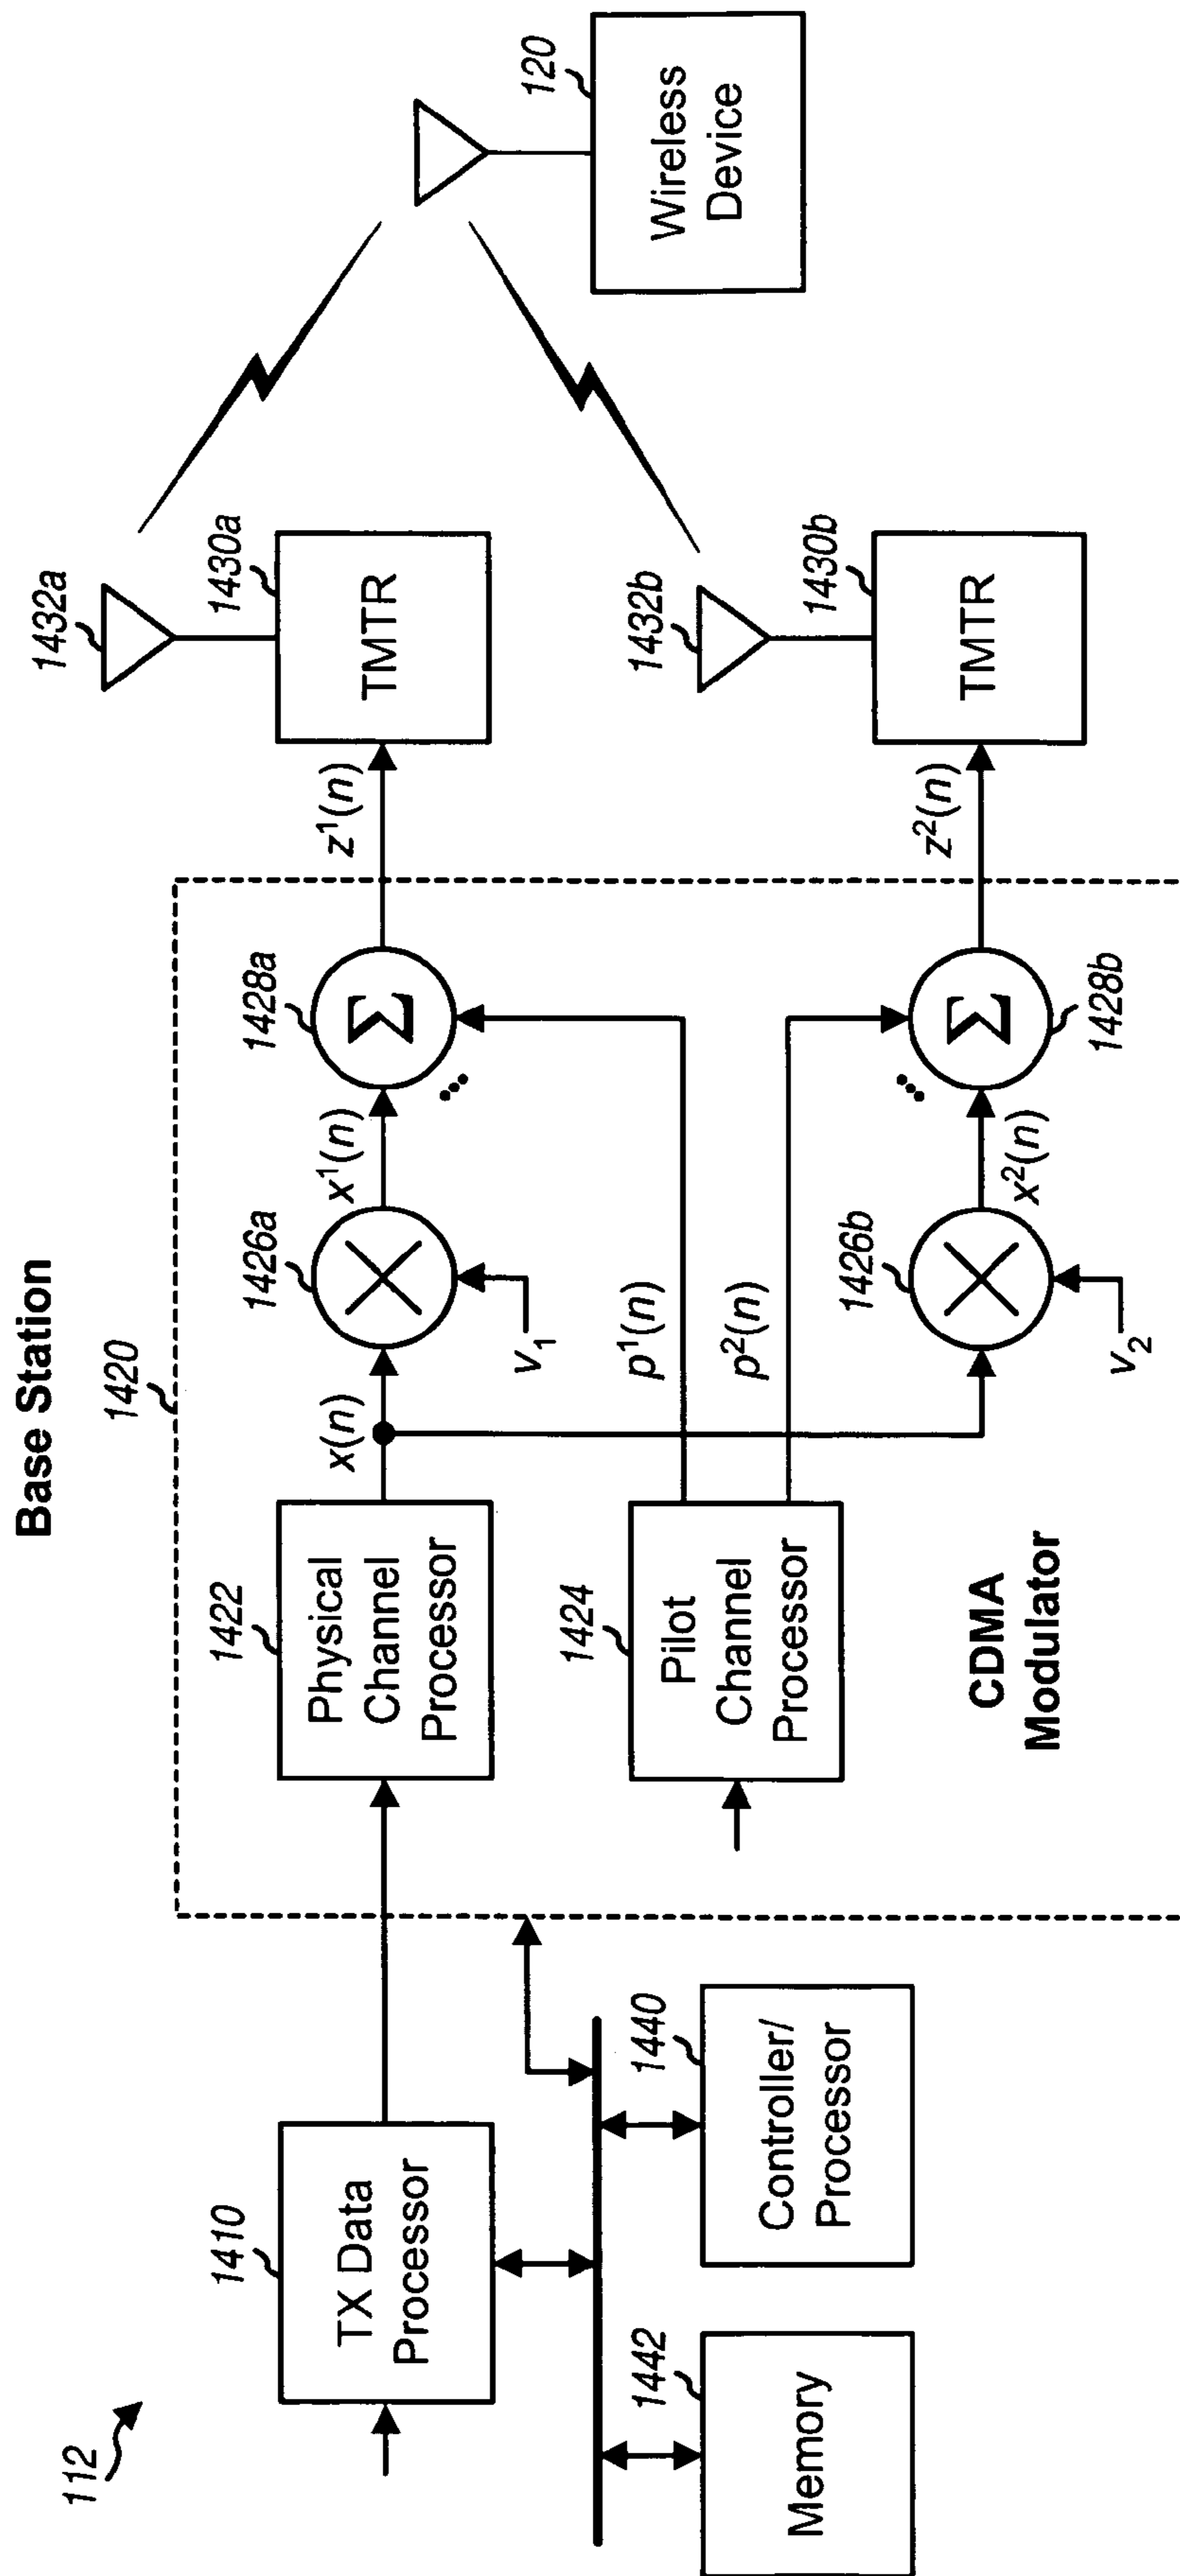 Base Station
112
1410
TX Data
Processor
1442
Memory
1440
Controller/
Processor
1420
1422
Physical
Channel
Processor
x(n)
1426a
v₁
x¹(n)
1428a
Σ
z¹(n)
1424
Pilot
Channel
Processor
p¹(n)
p²(n)
1426b
v₂
x²(n)
1428b
Σ
z²(n)
CDMA
Modulator
1432a
1430a
TMTR
1432b
1430b
TMTR
120
Wireless
Device